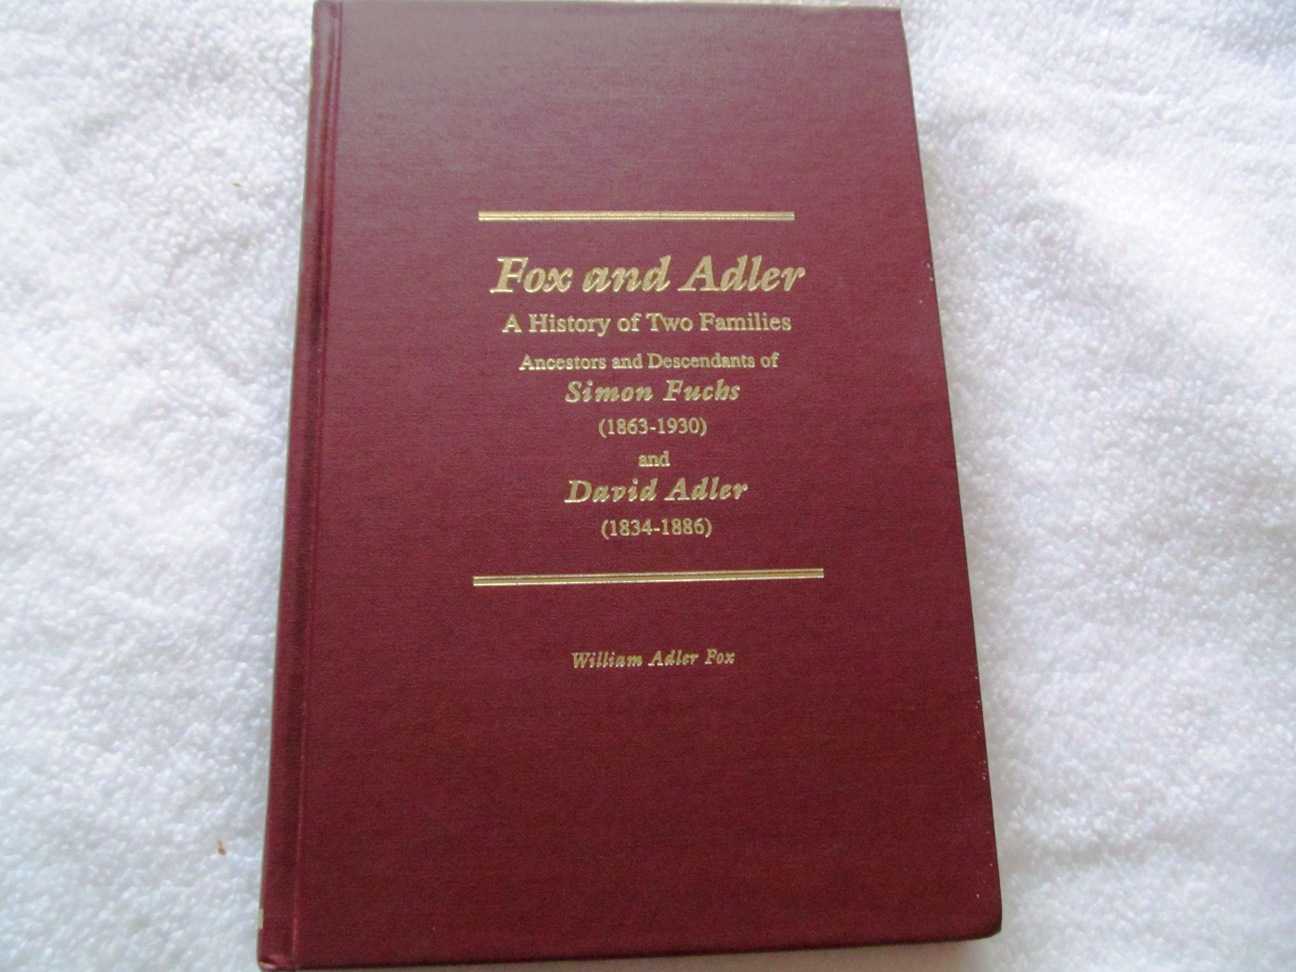 Fox and Adler
A History of Two Families
Ancestors and Descendants of
Simon Fuchs
(1863-1930)
and
David Adler
(1834-1886)
William Adler Fox